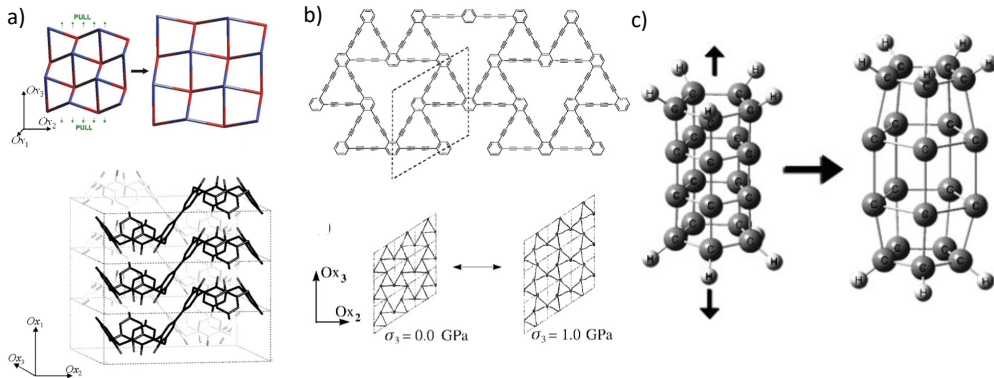 a)
PULL
Ox₃
Ox₂
Ox₁
PULL
Ox₁
Ox₃
Ox₂
b)
)
Ox₃
Ox₂
σ₃ = 0.0 GPa
σ₃ = 1.0 GPa
c)
H H H
H H
C C
C C C
C C
C C C
C C
C C C
C C
C C C
H H
H
H H H
H H
C C
C C C
C C
C C C
C C
C C C
C C
C C C
H H
H